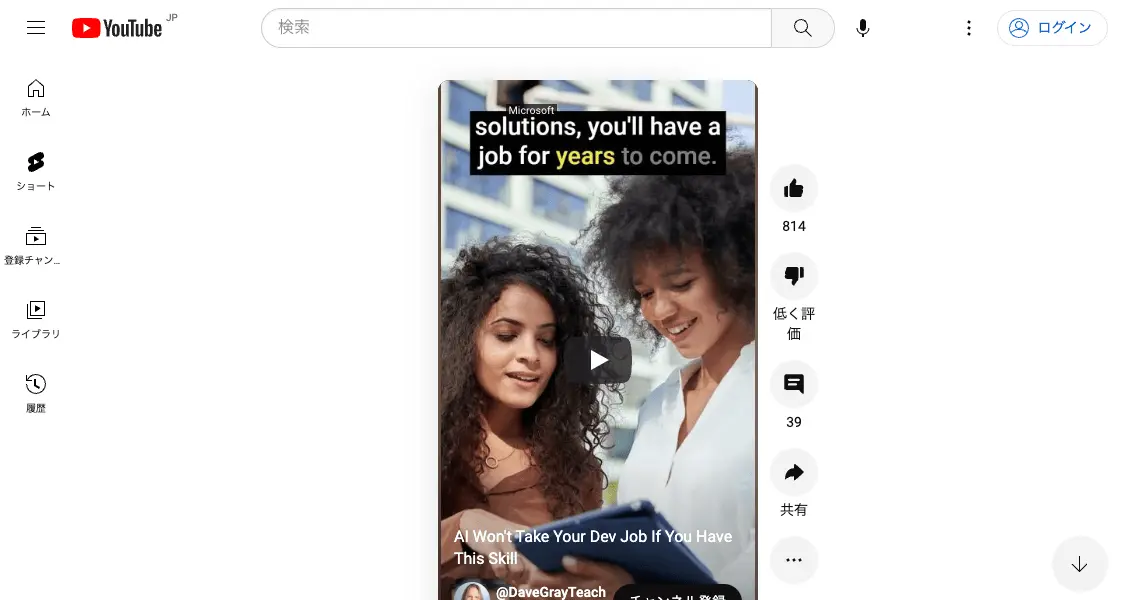 YouTube JP
検索
ログイン
ホーム
ショート
登録チャン...
ライブラリ
履歴
Microsoft
solutions, you'll have a
job for years to come.
AI Won't Take Your Dev Job If You Have
This Skill
@DaveGrayTeach
チャンネル登録
814
低く評
価
39
共有